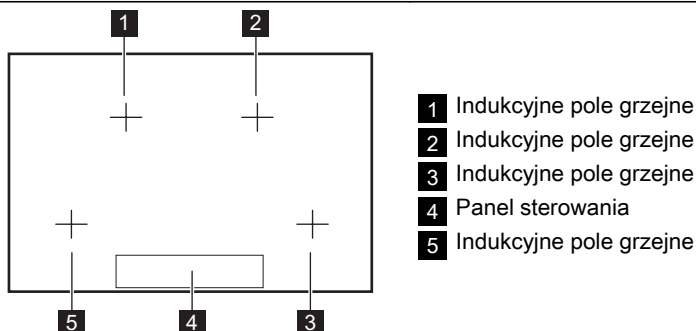 1 2
1 Indukcyjne pole grzejne
2 Indukcyjne pole grzejne
3 Indukcyjne pole grzejne
4 Panel sterowania
5 Indukcyjne pole grzejne
5 4 3